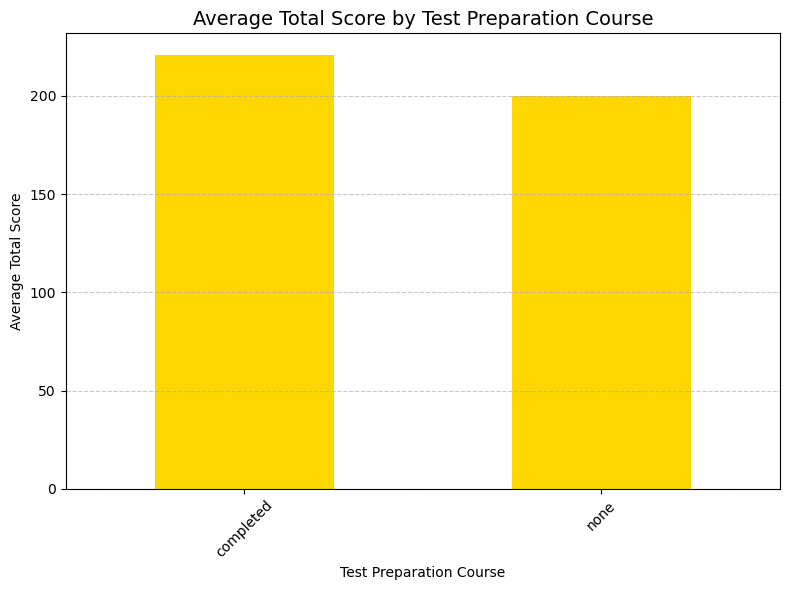 Average Total Score by Test Preparation Course
Average Total Score
200
150
100
50
0
completed
none
Test Preparation Course